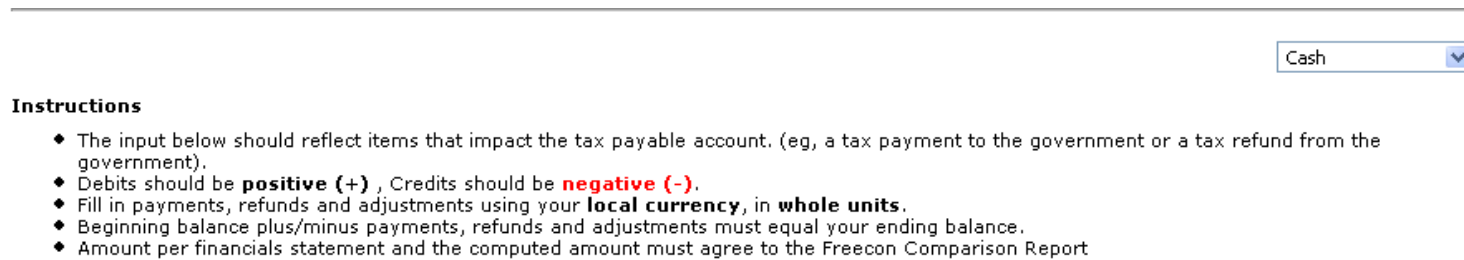 Cash
Instructions
The input below should reflect items that impact the tax payable account. (eg, a tax payment to the government or a tax refund from the
government).
Debits should be positive (+) , Credits should be negative (-).
Fill in payments, refunds and adjustments using your local currency, in whole units.
Beginning balance plus/minus payments, refunds and adjustments must equal your ending balance.
Amount per financials statement and the computed amount must agree to the Freecon Comparison Report